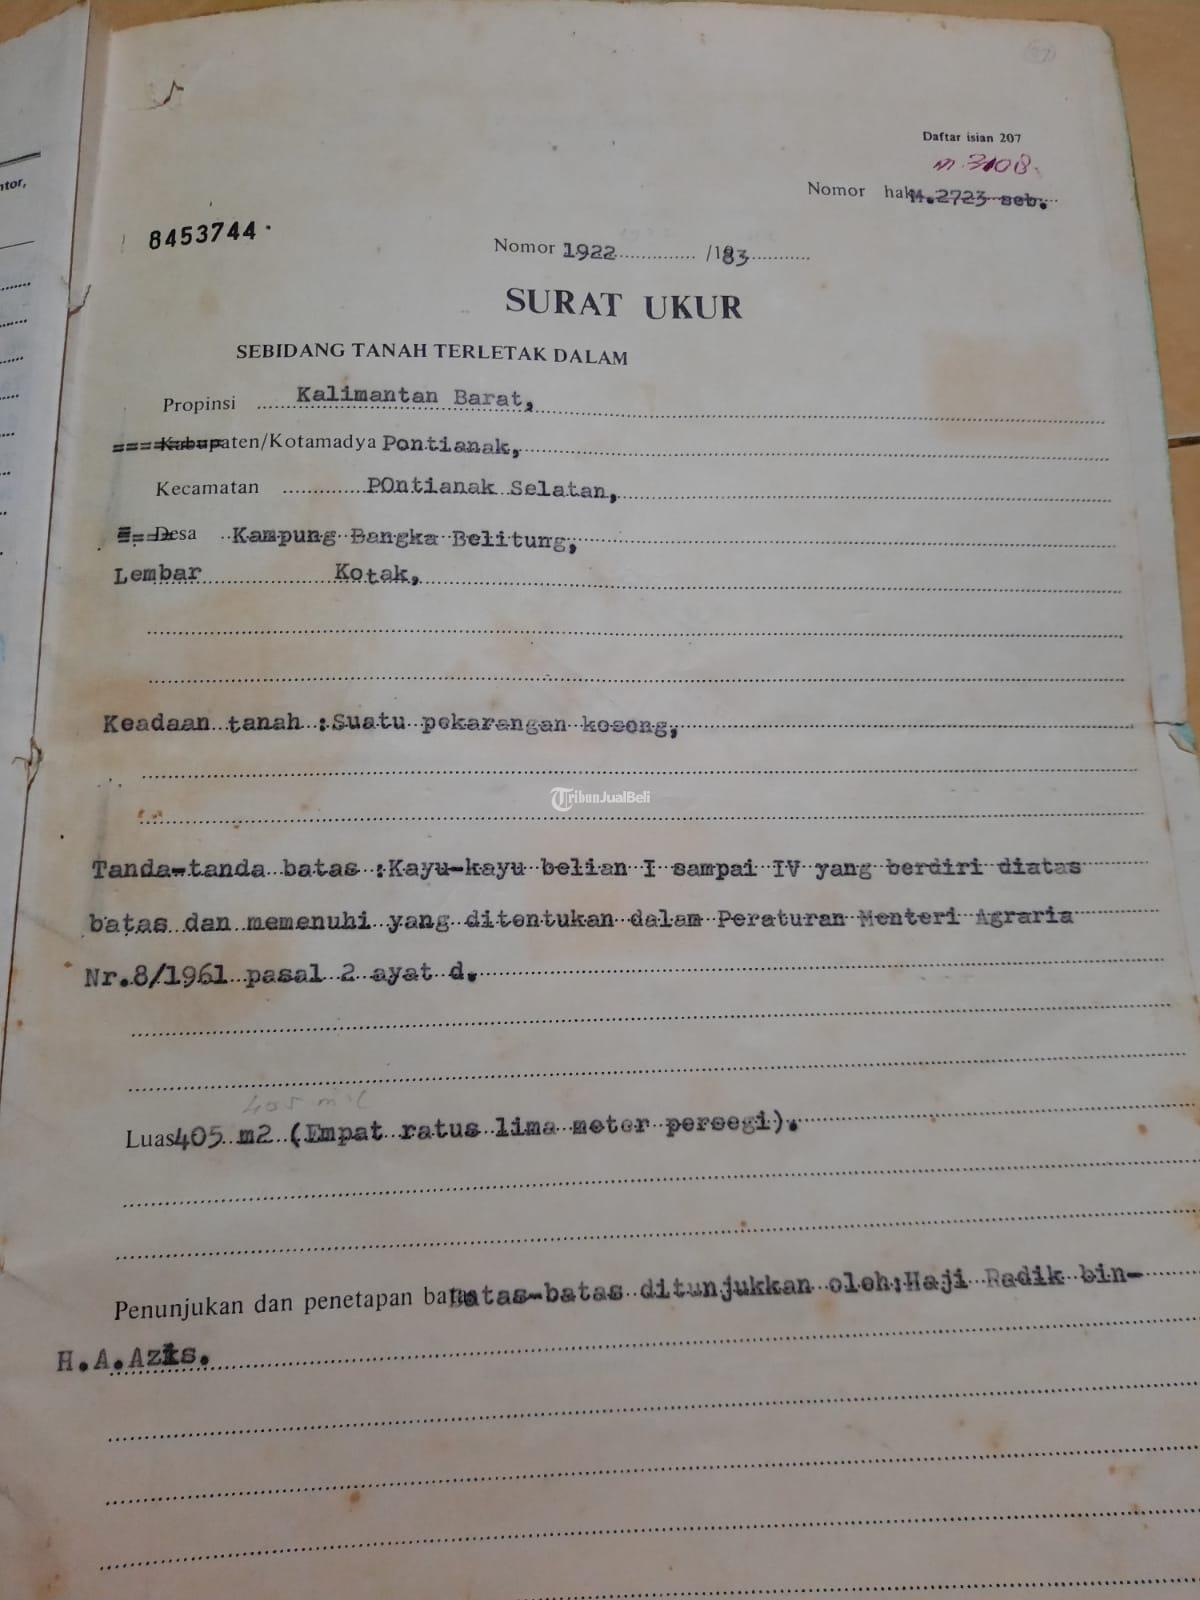 ntor,
Daftar isian 207
m. 3108.
Nomor hak M.2723 seb.
8453744.
Nomor 1922 /1983
SURAT UKUR
SEBIDANG TANAH TERLETAK DALAM
Propinsi Kalimantan Barat,
Kabupaten/Kotamadya Pontianak,
Kecamatan POntianak Selatan,
Desa Kampung Bangka Belitung,
Lembar Kotak,
Keadaan tanah :Suatu pekarangan kosong,
TribunJualBeli
Tanda-tanda batas :Kayu-kayu belian I sampai IV yang berdiri diatas
batas dan memenuhi yang ditentukan dalam Peraturan Menteri Agraria
Nr.8/1961 pasal 2 ayat d.
405 m2
Luas 405 m2 (Empat ratus lima meter persegi).
Penunjukan dan penetapan batas Batas-batas ditunjukkan oleh:Haji Radik bin-
H.A.Azis.